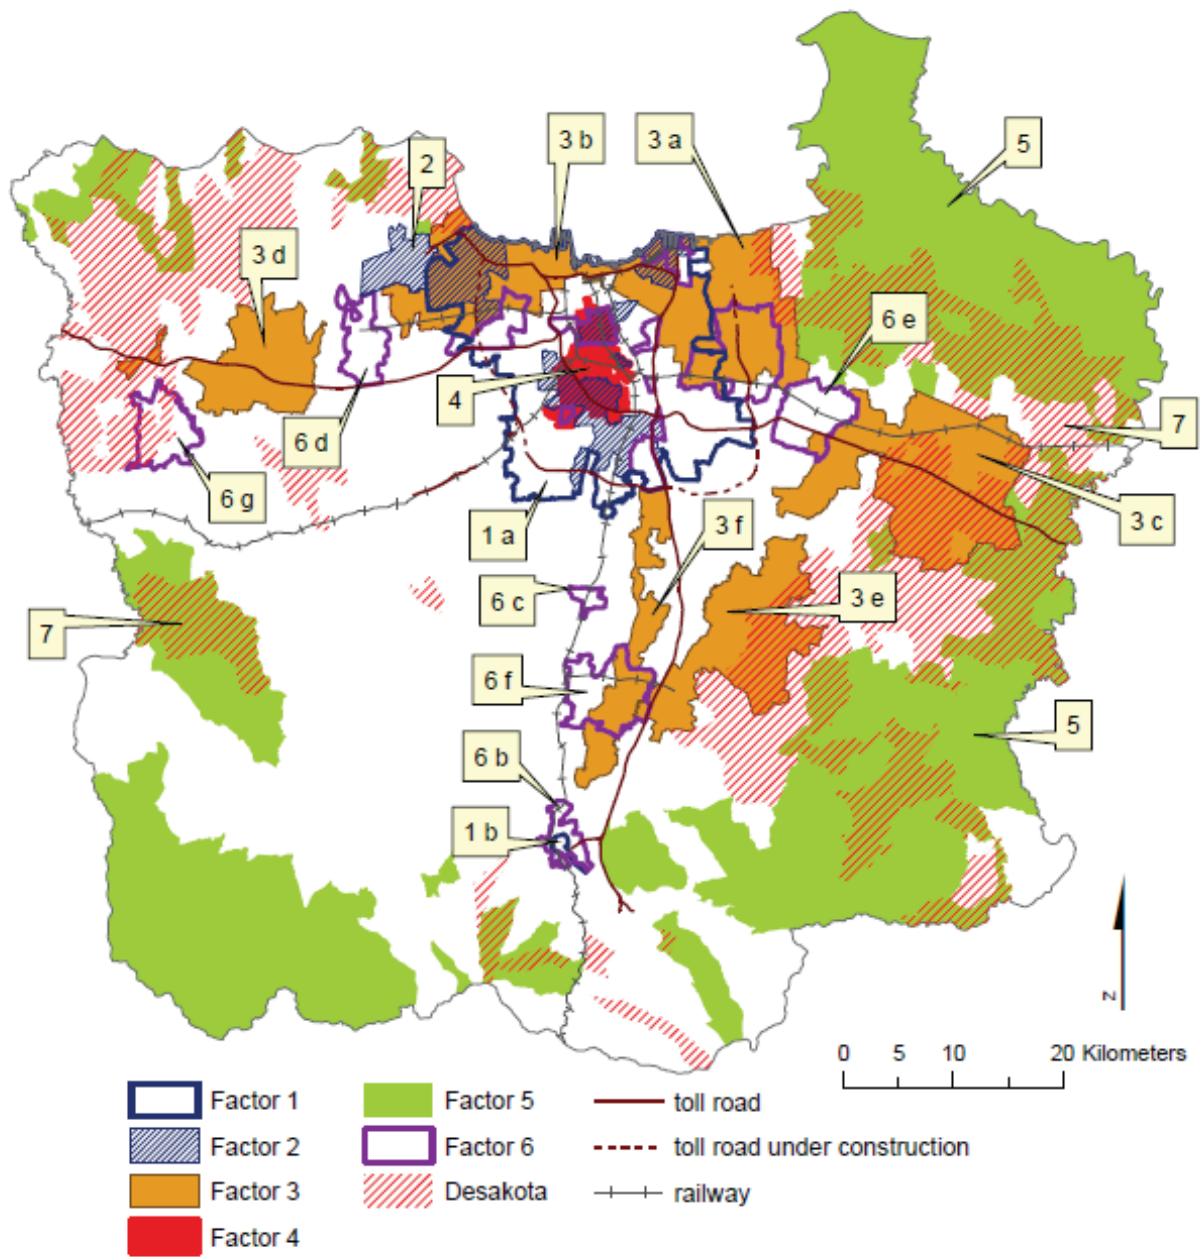 3 b
3 a
5
2
3 d
6 e
4
7
6 d
6 g
3 c
1 a
3 f
6 c
3 e
7
6 f
5
6 b
1 b
N
0 5 10 20 Kilometers
Factor 1
Factor 5
toll road
Factor 2
Factor 6
toll road under construction
Factor 3
Desakota
railway
Factor 4